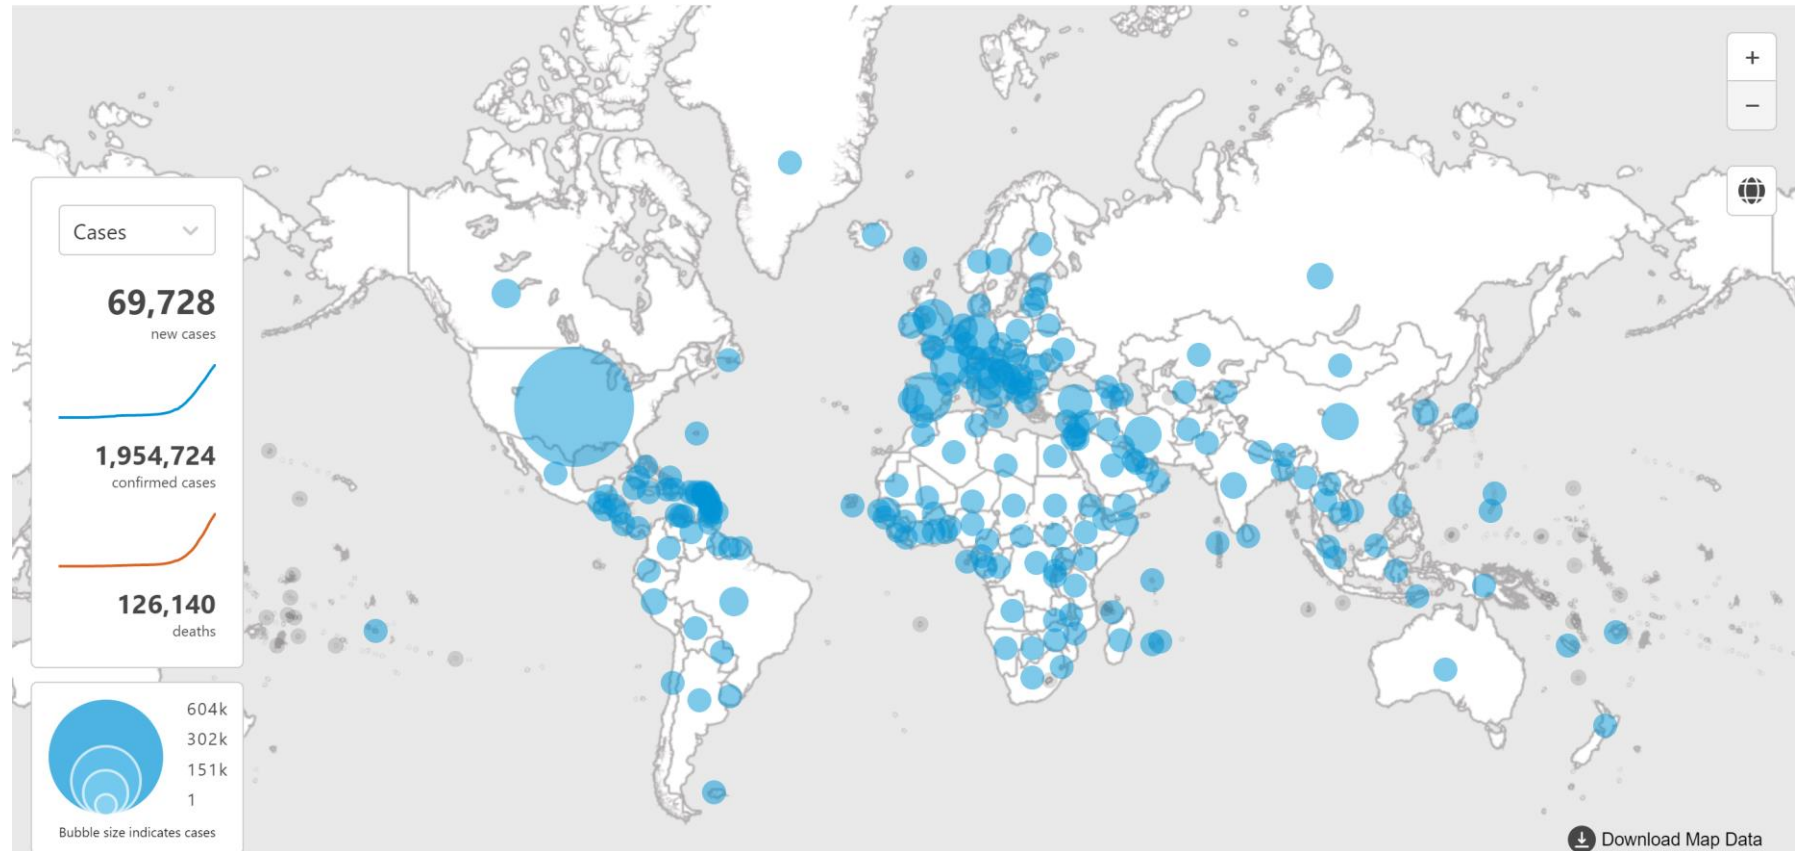 Cases
69,728
new cases
1,954,724
confirmed cases
126,140
deaths
604k
302k
151k
1
Bubble size indicates cases
+
−
Download Map Data